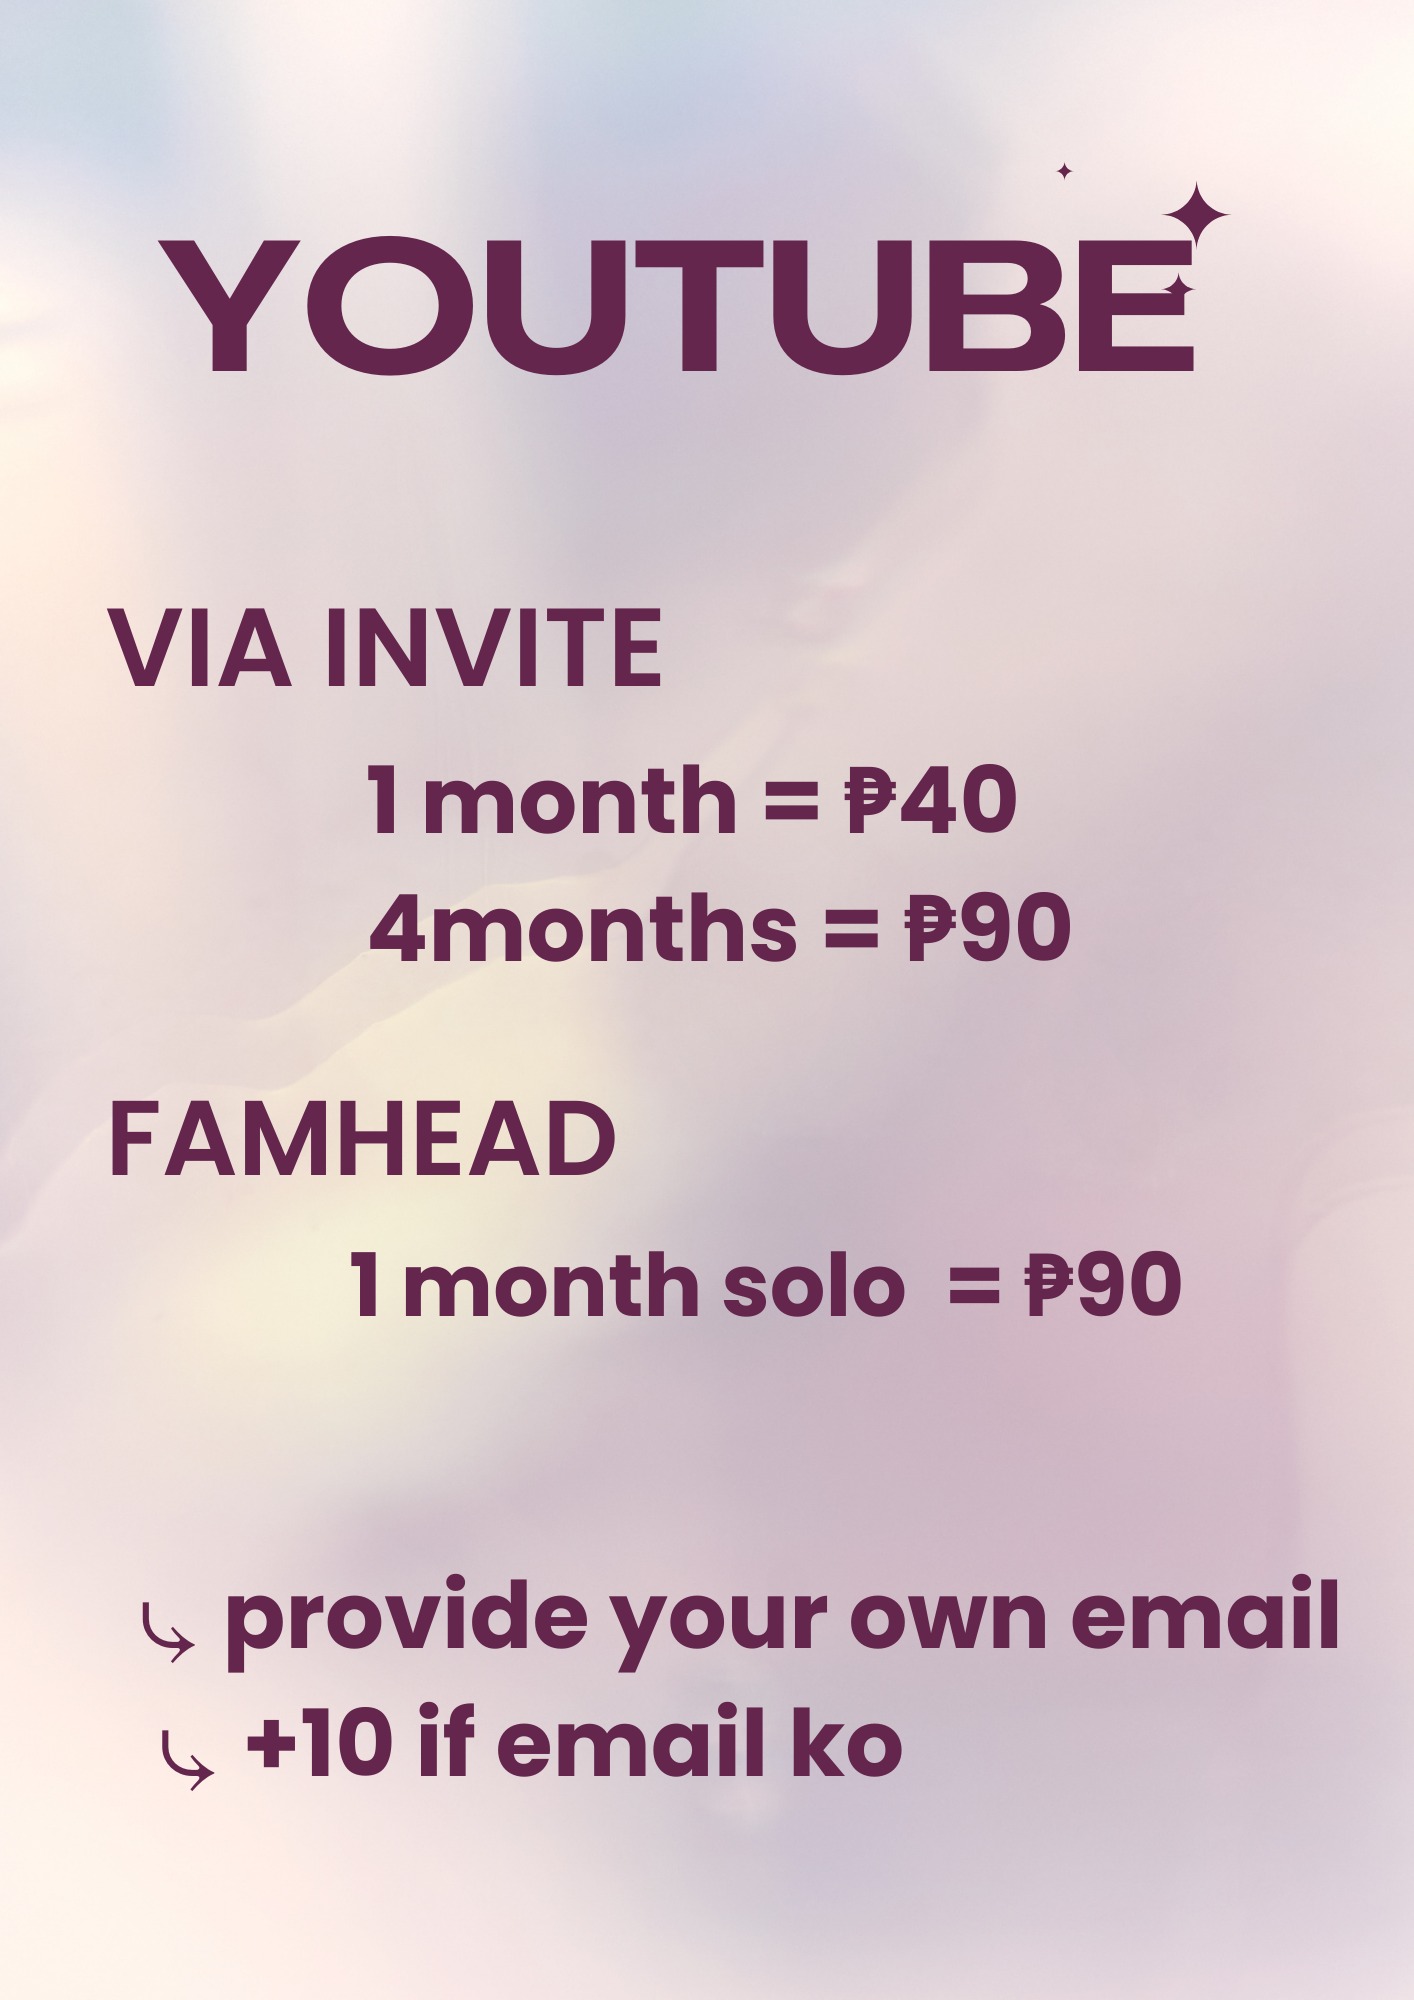 YOUTUBE
VIA INVITE
1 month = ₱40
4months = ₱90
FAMHEAD
1 month solo = ₱90
provide your own email
+10 if email ko